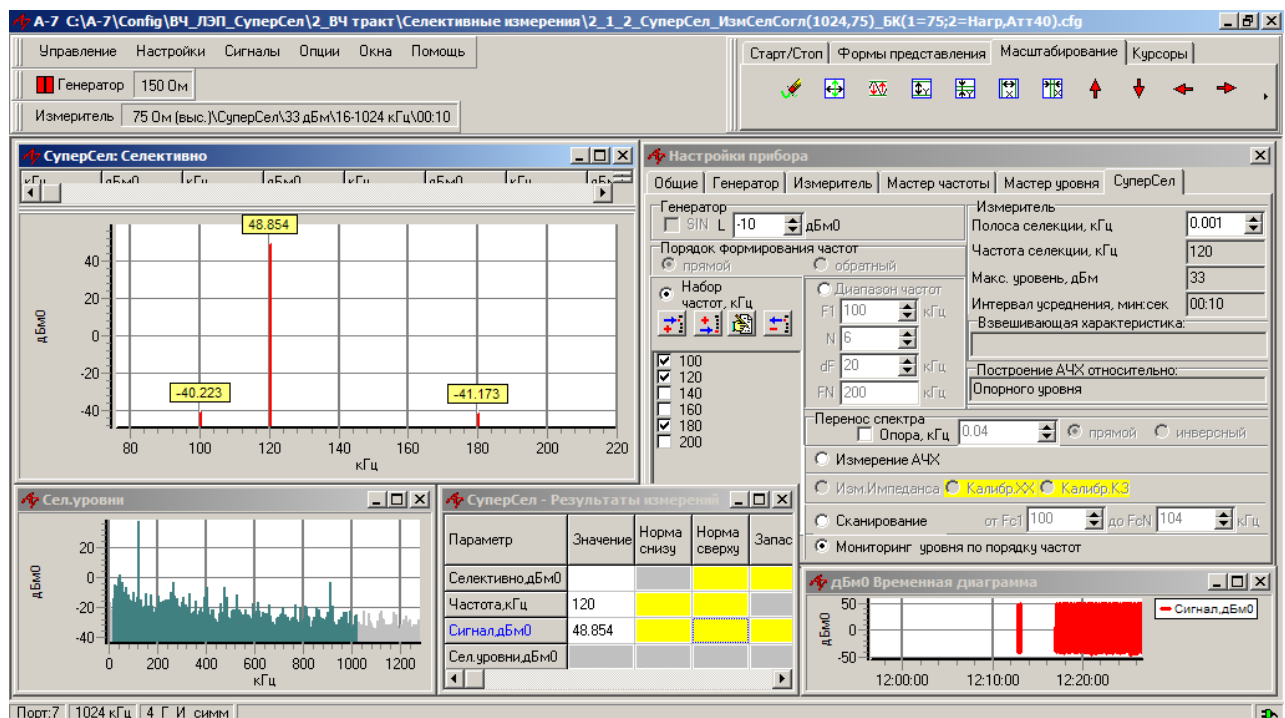 А-7 C:\А-7\Config\ВЧ_ЛЭП_СуперСел\2_ВЧ тракт\Селективные измерения\2_1_2_СуперСел_ИзмСелСогл(1024,75)_БК(1=75;2=Нагр,Атт40).cfg
Управление Настройки Сигналы Опции Окна Помощь
Генератор 150 Ом
Измеритель 75 Ом (выс.)\СуперСел\33 дБм\16-1024 кГц\00:10
Старт/Стоп Формы представления Масштабирование Курсоры
СуперСел: Селективно
кГц дБм0 кГц дБм0 кГц дБм0 кГц дБм0
48.854
-40.223
-41.173
дБм0
40
20
0
-20
-40
80 100 120 140 160 180 200 220
кГц
Настройки прибора
Общие Генератор Измеритель Мастер частоты Мастер уровня СуперСел
Генератор
SIN L -10 дБм0
Порядок формирования частот
прямой обратный
Набор частот, кГц
100
120
140
160
180
200
Диапазон частот
F1 100 кГц
N 6
dF 20 кГц
FN 200 кГц
Измеритель
Полоса селекции, кГц 0.001
Частота селекции, кГц 120
Макс. уровень, дБм 33
Интервал усреднения, мин:сек 00:10
Взвешивающая характеристика:
Построение АЧХ относительно:
Опорного уровня
Перенос спектра
Опора, кГц 0.04 прямой инверсный
Измерение АЧХ
Изм.Импеданса Калибр.ХХ Калибр.КЗ
Сканирование от Fc1 100 до FcN 104 кГц
Мониторинг уровня по порядку частот
Сел.уровни
дБм0
20
0
-20
-40
0 200 400 600 800 1000 1200
кГц
СуперСел - Результаты измерений
Параметр Значение Норма снизу Норма сверху Запас
Селективно,дБм0
Частота,кГц 120
Сигнал,дБм0 48.854
Сел.уровни,дБм0
дБм0 Временная диаграмма
дБм0
50
0
-50
12:00:00 12:10:00 12:20:00
Сигнал,дБм0
Порт:7 1024 кГц 4 Г И симм